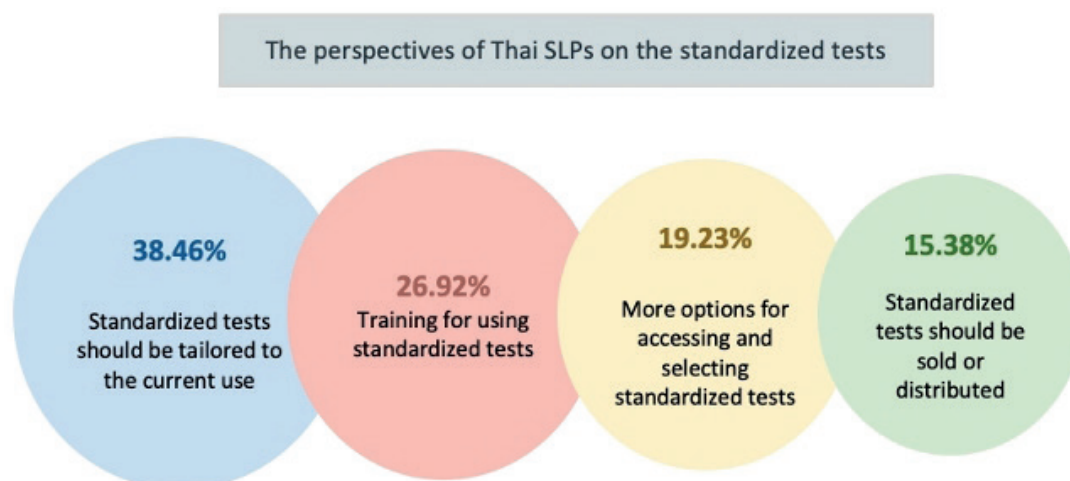 The perspectives of Thai SLPs on the standardized tests
38.46%
Standardized tests
should be tailored to
the current use
26.92%
Training for using
standardized tests
19.23%
More options for
accessing and
selecting
standardized tests
15.38%
Standardized
tests should be
sold or
distributed